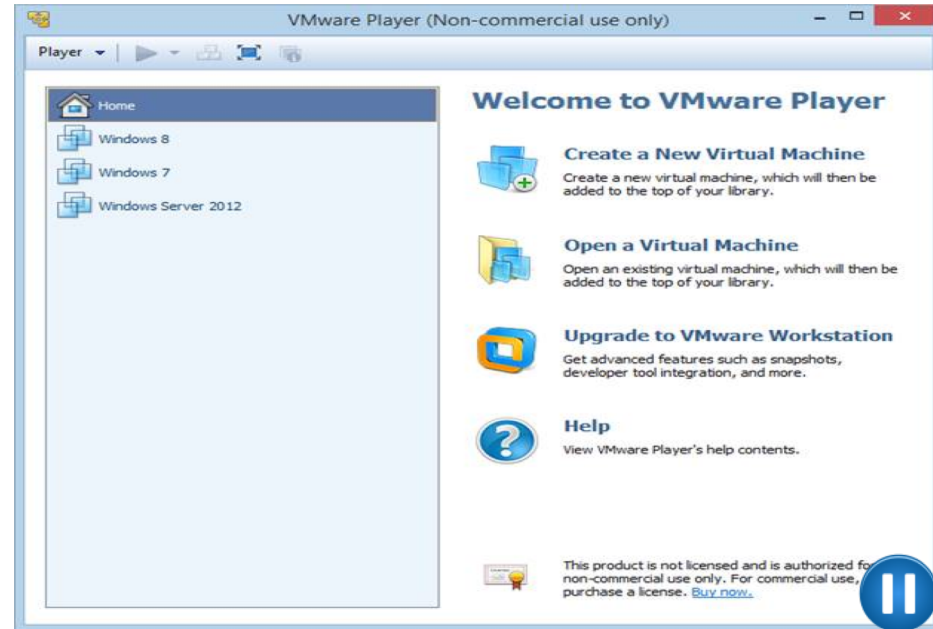 VMware Player (Non-commercial use only)
Player
Home
Windows 8
Windows 7
Windows Server 2012
Welcome to VMware Player
Create a New Virtual Machine
Create a new virtual machine, which will then be
added to the top of your library.
Open a Virtual Machine
Open an existing virtual machine, which will then be
added to the top of your library.
Upgrade to VMware Workstation
Get advanced features such as snapshots,
developer tool integration, and more.
Help
View VMware Player's help contents.
This product is not licensed and is authorized
non-commercial use only. For commercial use,
purchase a license. Buy now.